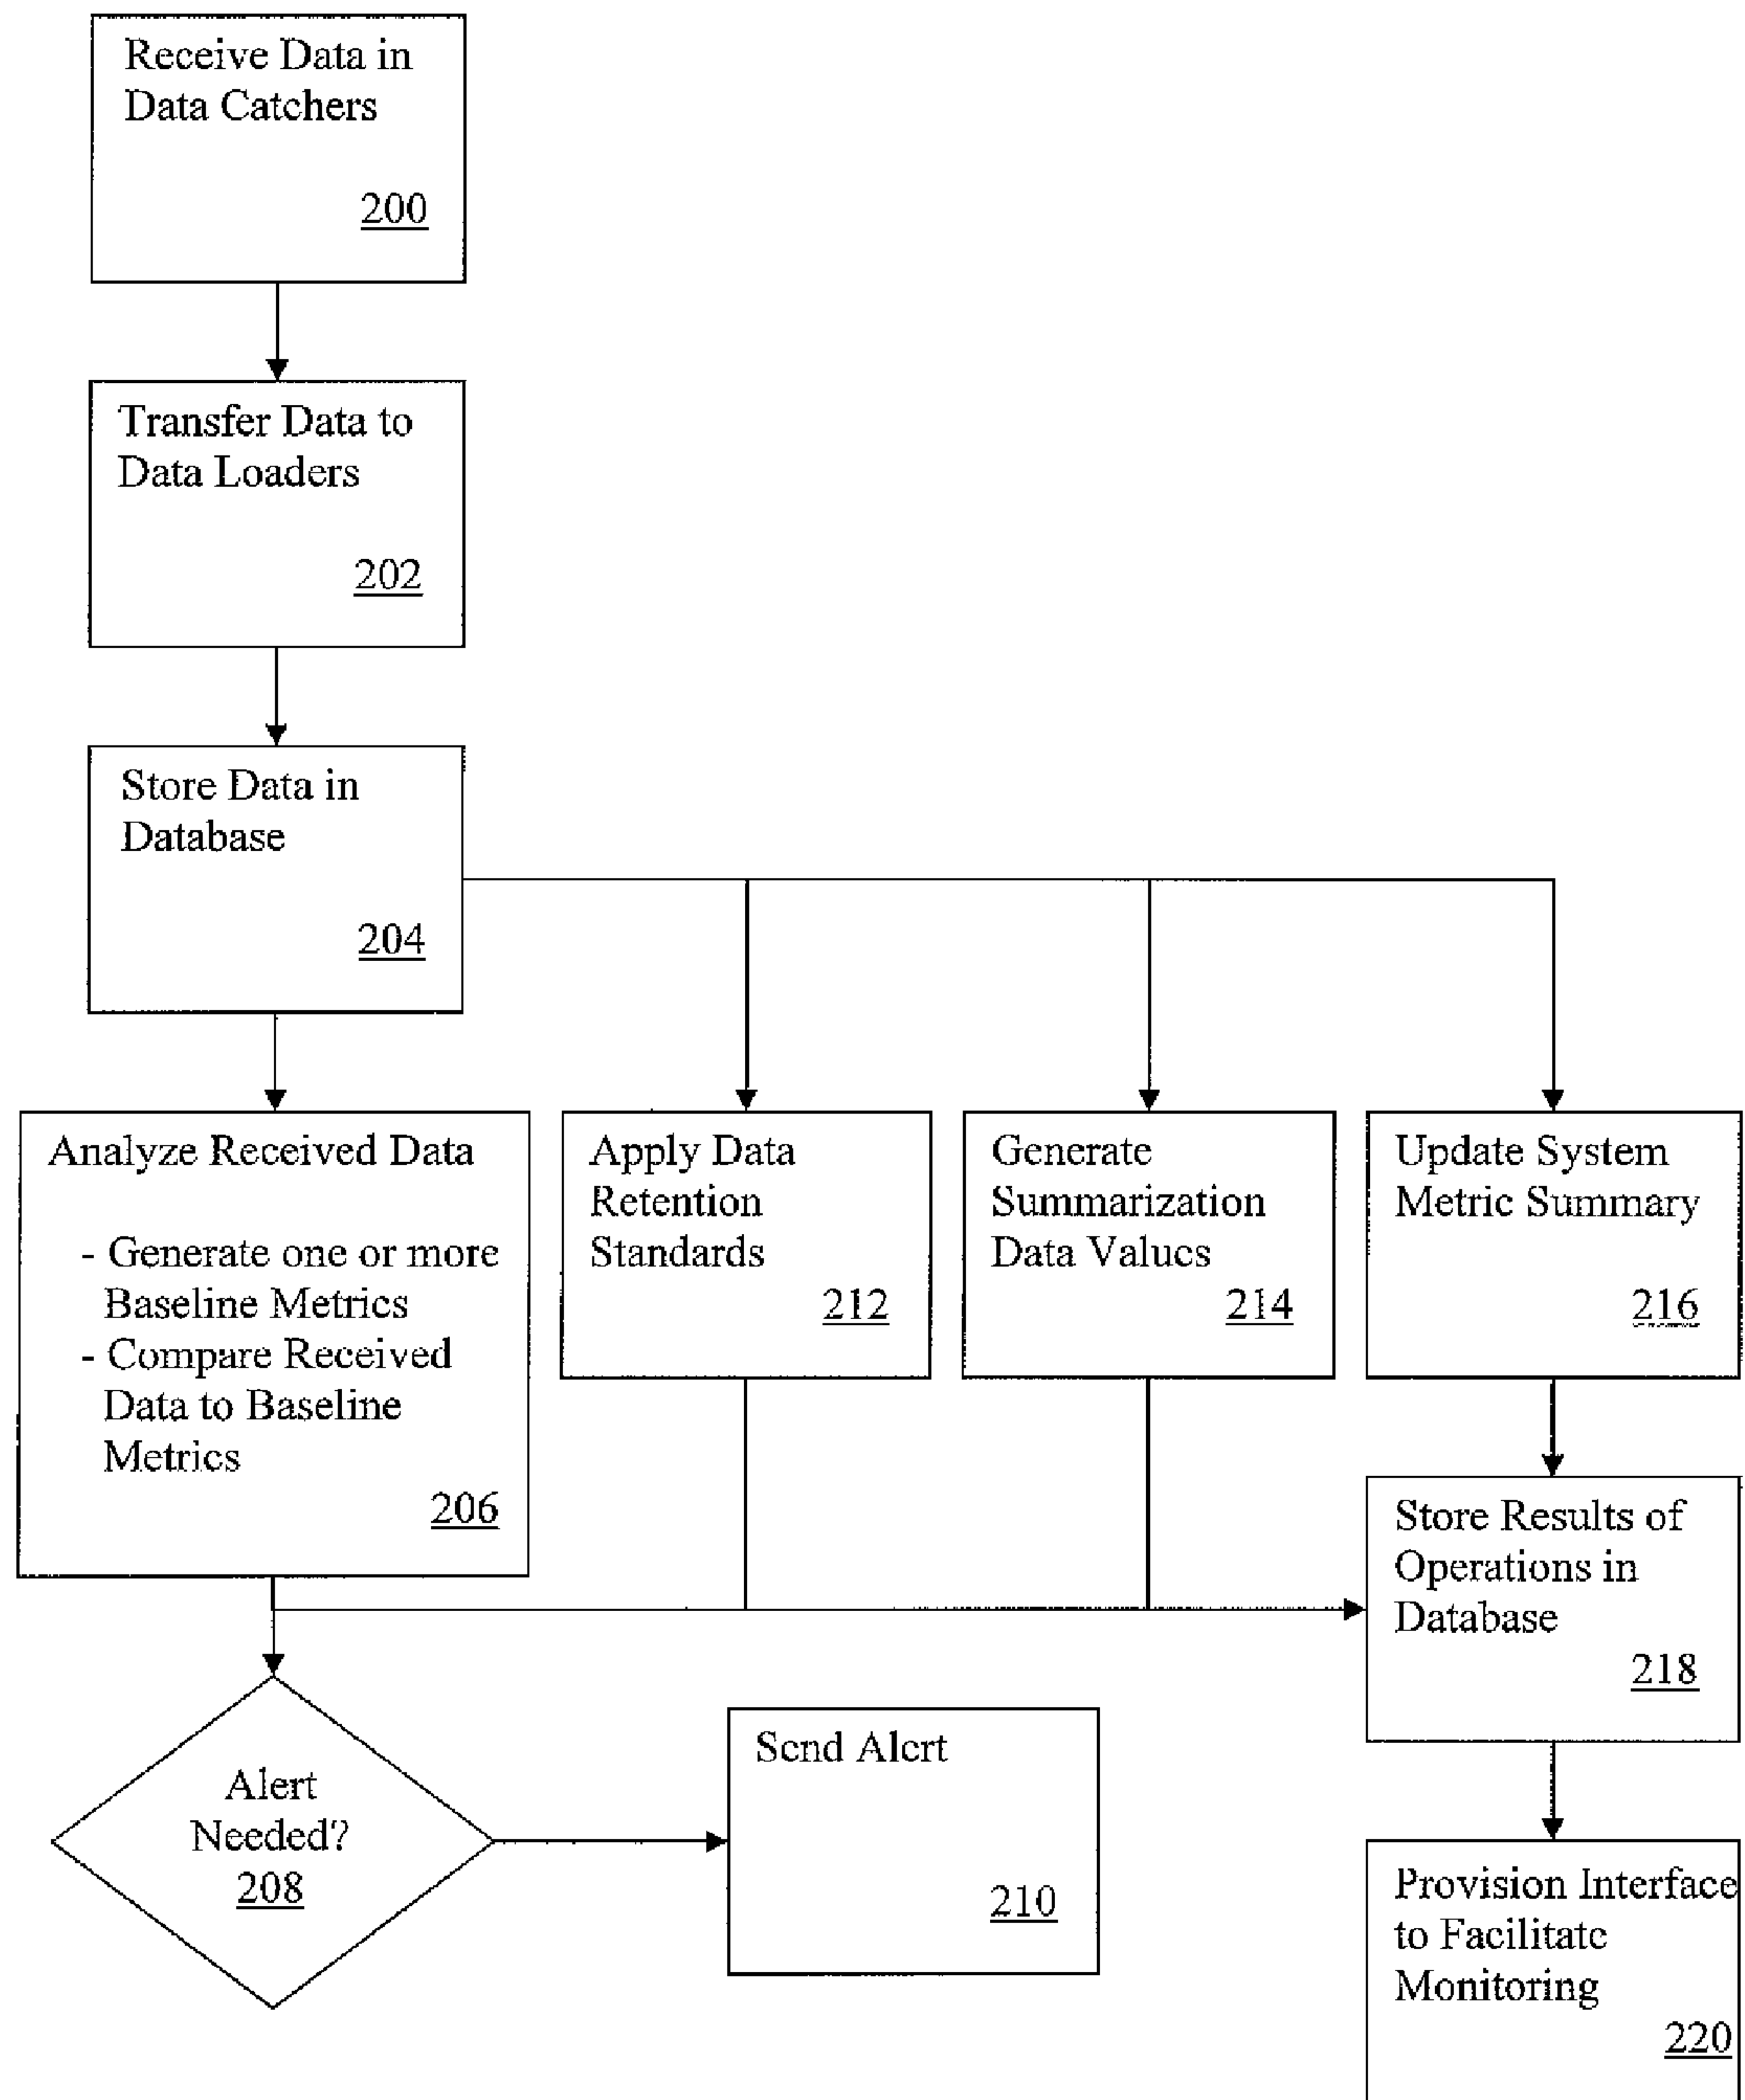 Receive Data in
Data Catchers
200
Transfer Data to
Data Loaders
202
Store Data in
Database
204
Analyze Received Data
- Generate one or more
Baseline Metrics
- Compare Received
Data to Baseline
Metrics
206
Apply Data
Retention
Standards
212
Generate
Summarization
Data Values
214
Update System
Metric Summary
216
Store Results of
Operations in
Database
218
Alert
Needed?
208
Send Alert
210
Provision Interface
to Facilitate
Monitoring
220